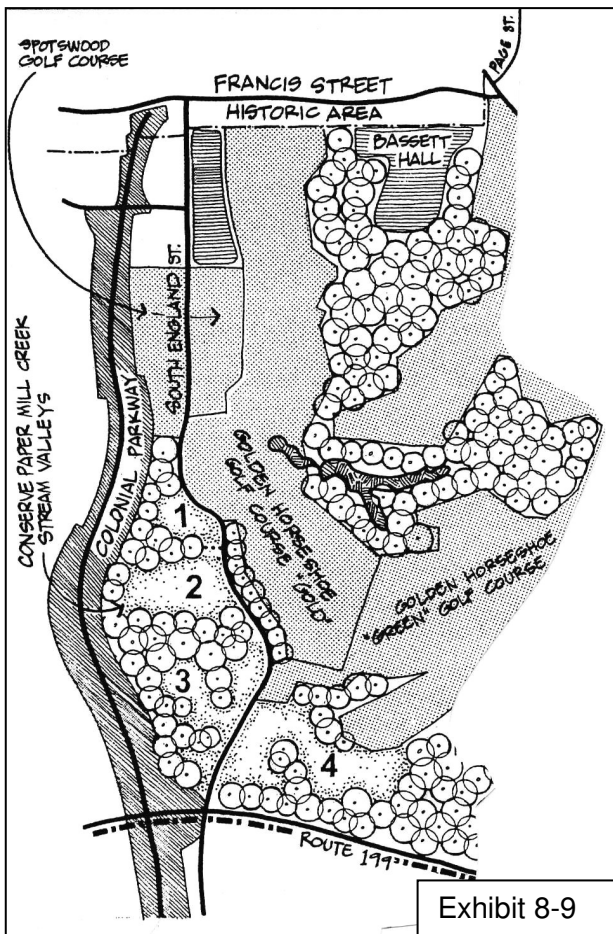 SPOTSWOOD
GOLF COURSE
PAGE ST.
FRANCIS STREET
HISTORIC AREA
BASSETT
HALL
SOUTH ENGLAND ST.
COLONIAL PARKWAY
CONSERVE PAPER MILL CREEK
STREAM VALLEYS
GOLDEN HORSESHOE
GOLF COURSE
"GOLD"
GOLDEN HORSESHOE
"GREEN" GOLF COURSE
1
2
3
4
ROUTE 199
Exhibit 8-9